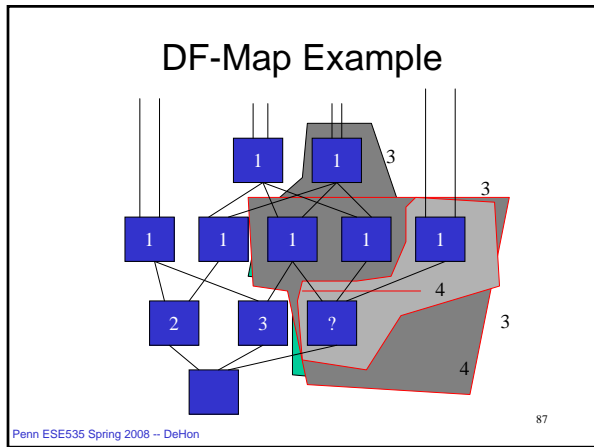 DF-Map Example
1 1 3
3
1 1 1 1 1
4
2 3 ? 3
4
87
Penn ESE535 Spring 2008 -- DeHon